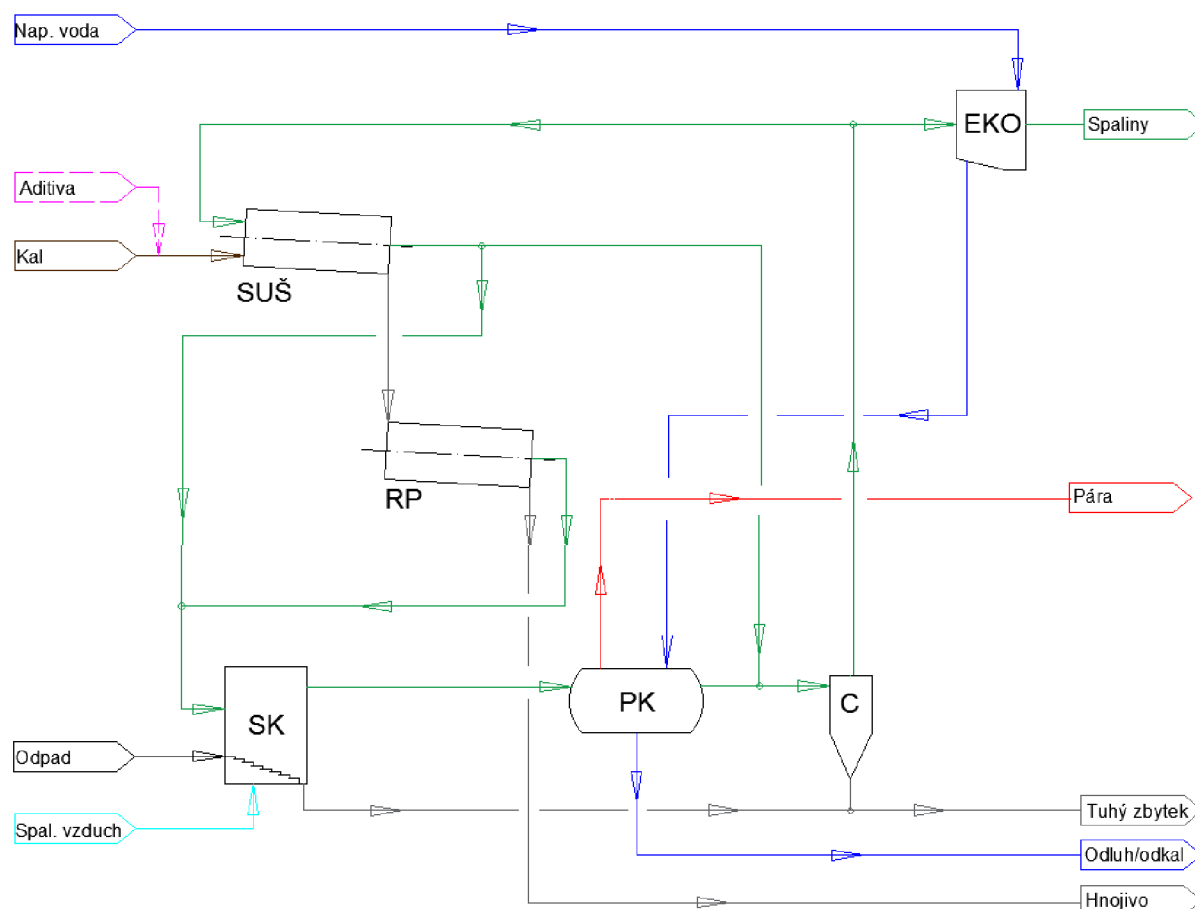 Nap. voda
EKO
Spaliny
Aditiva
Kal
SUŠ
RP
Pára
SK
PK
C
Odpad
Tuhý zbytek
Spal. vzduch
Odluh/odkal
Hnojivo